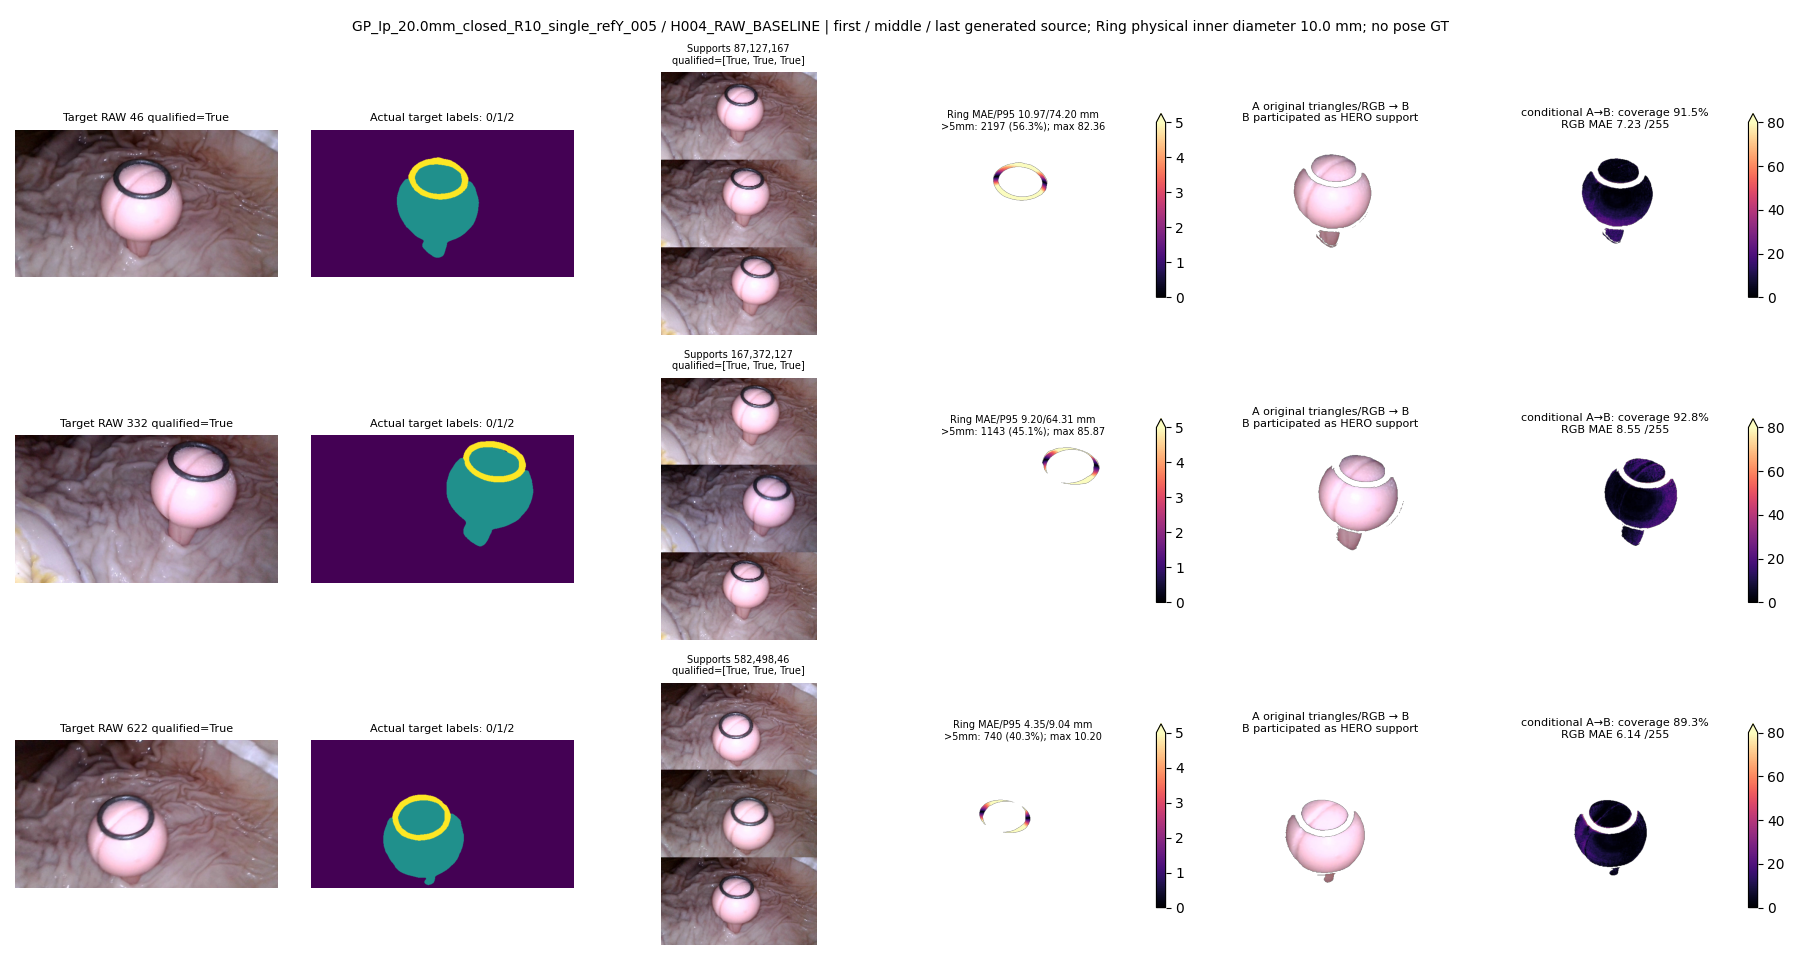 GP_Ip_20.0mm_closed_R10_single_refY_005 / H004_RAW_BASELINE | first / middle / last generated source; Ring physical inner diameter 10.0 mm; no pose GT
Target RAW 46 qualified=True
Actual target labels: 0/1/2
Supports 87,127,167
qualified=[True, True, True]
Ring MAE/P95 10.97/74.20 mm
>5mm: 2197 (56.3%); max 82.36
5
4
3
2
1
0
A original triangles/RGB → B
B participated as HERO support
conditional A→B: coverage 91.5%
RGB MAE 7.23 /255
80
60
40
20
0
Target RAW 332 qualified=True
Actual target labels: 0/1/2
Supports 167,372,127
qualified=[True, True, True]
Ring MAE/P95 9.20/64.31 mm
>5mm: 1143 (45.1%); max 85.87
5
4
3
2
1
0
A original triangles/RGB → B
B participated as HERO support
conditional A→B: coverage 92.8%
RGB MAE 8.55 /255
80
60
40
20
0
Target RAW 622 qualified=True
Actual target labels: 0/1/2
Supports 582,498,46
qualified=[True, True, True]
Ring MAE/P95 4.35/9.04 mm
>5mm: 740 (40.3%); max 10.20
5
4
3
2
1
0
A original triangles/RGB → B
B participated as HERO support
conditional A→B: coverage 89.3%
RGB MAE 6.14 /255
80
60
40
20
0